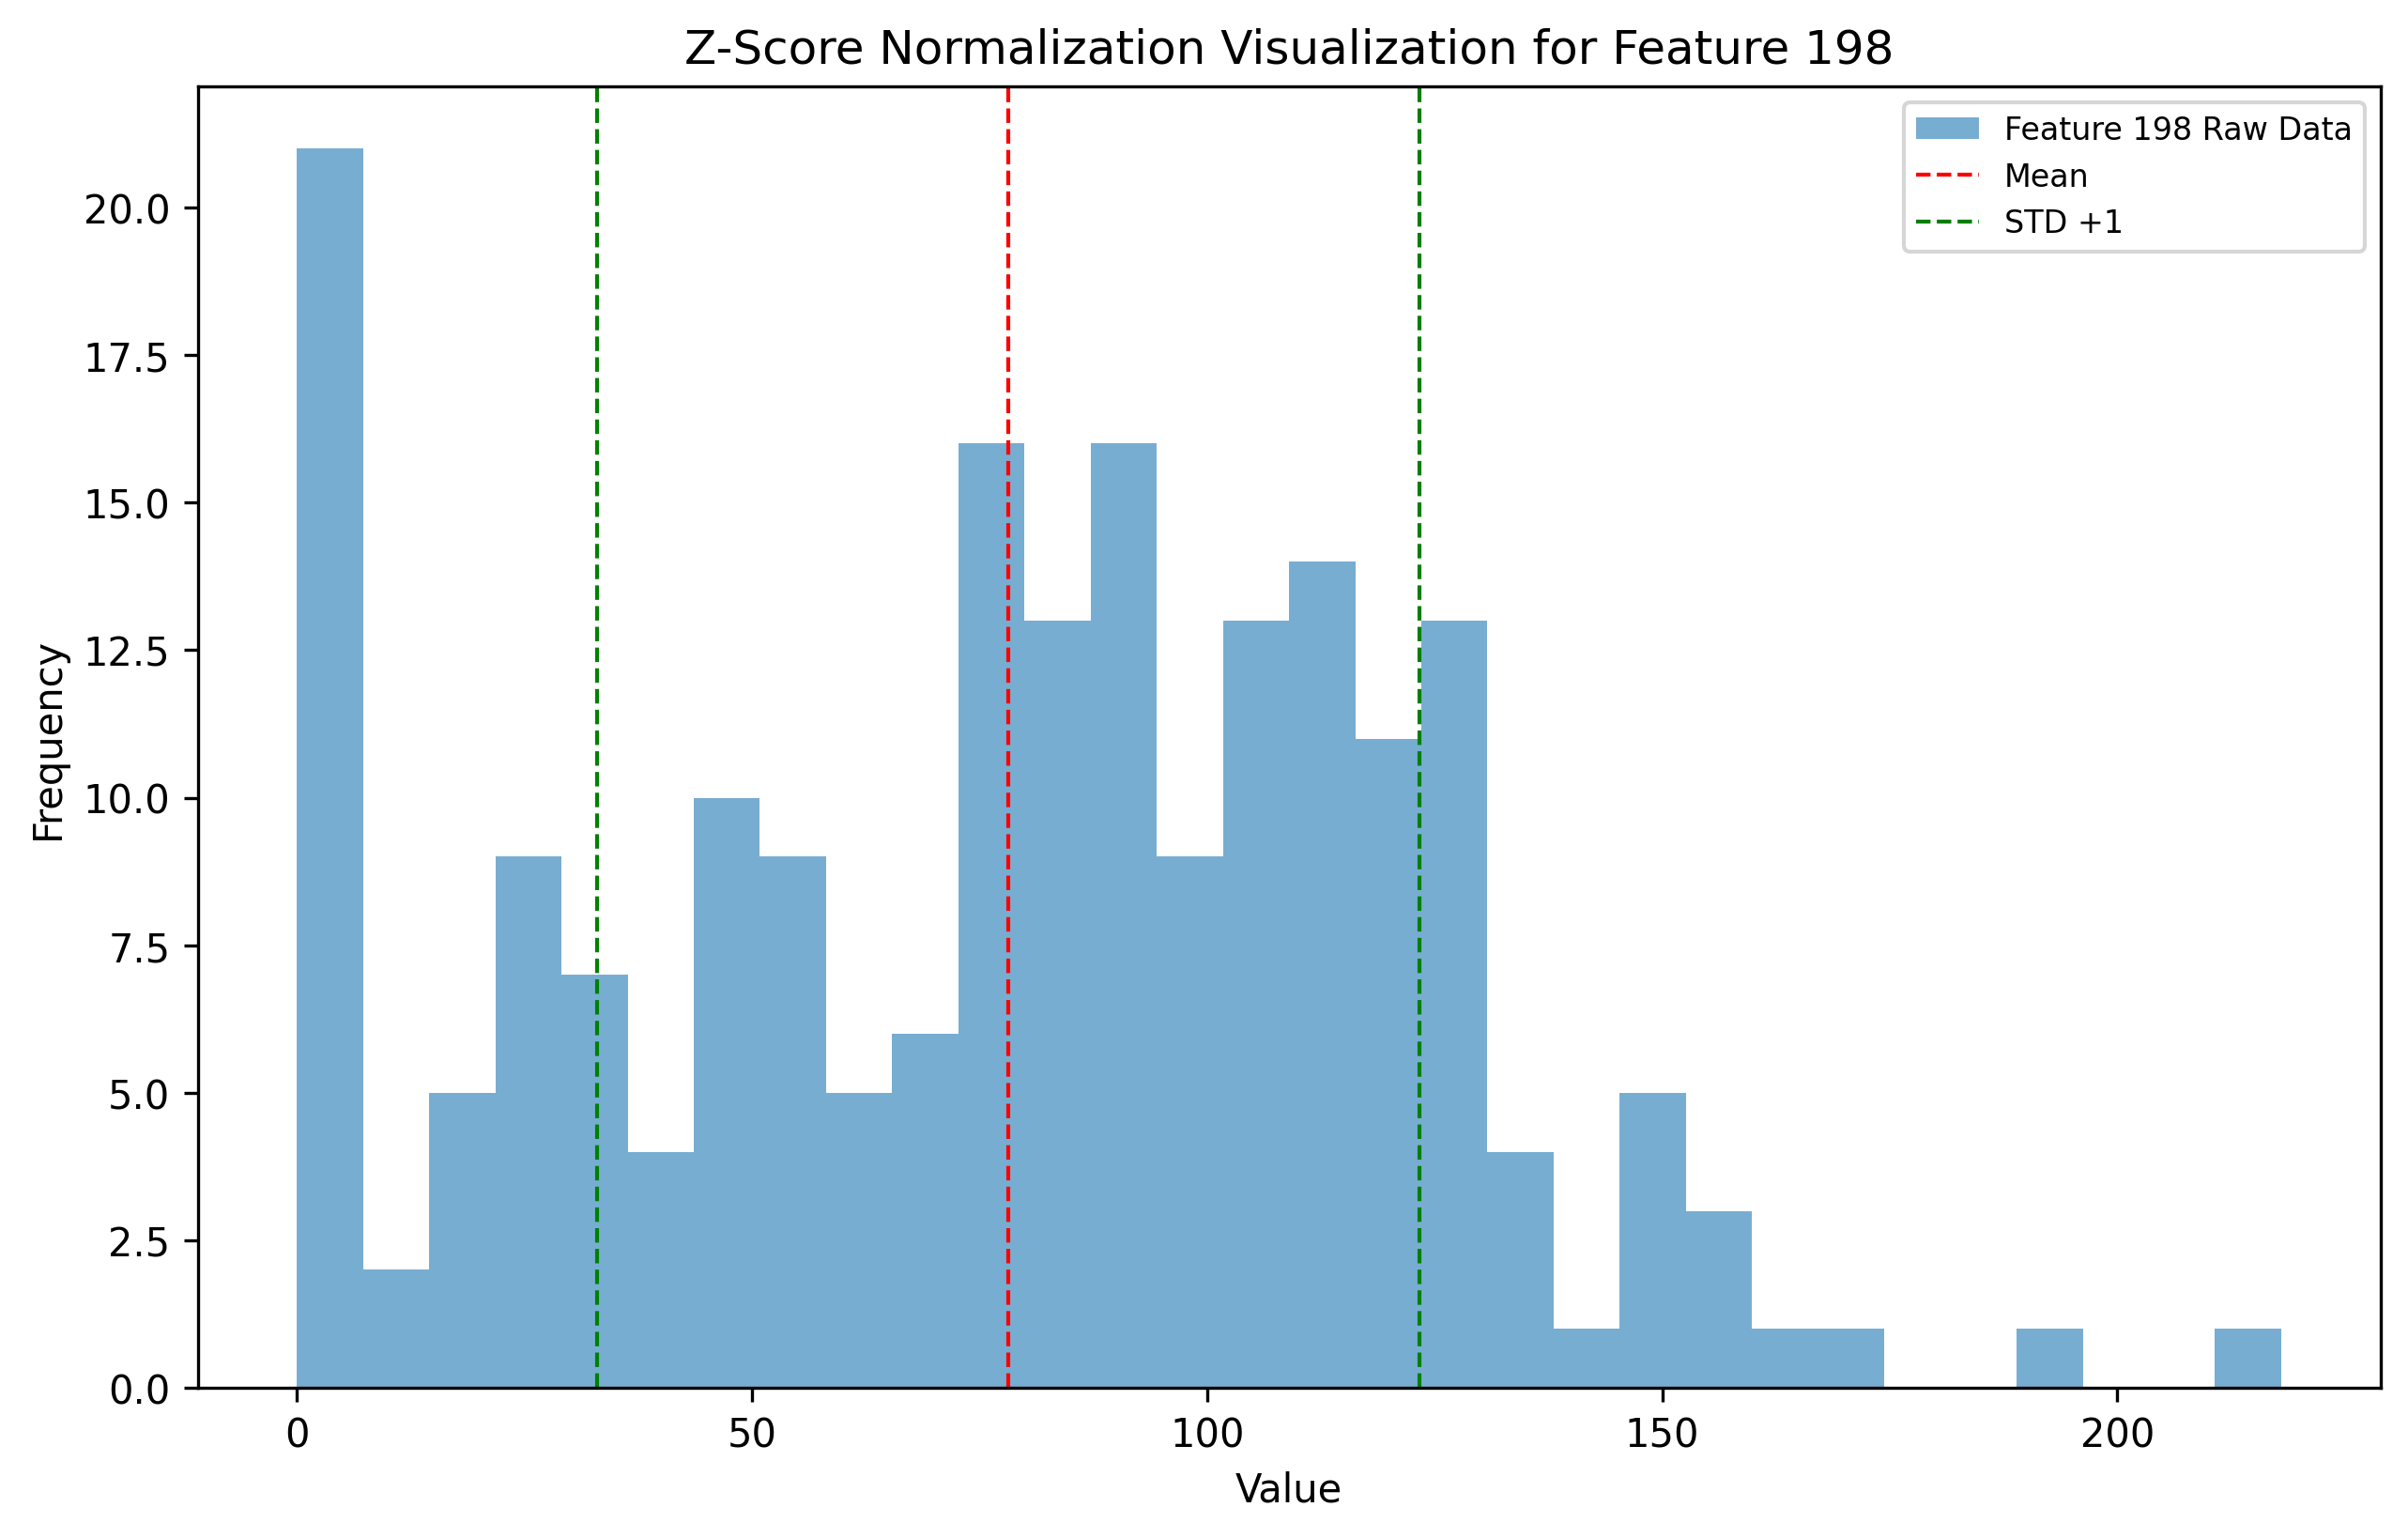 Z-Score Normalization Visualization for Feature 198
Feature 198 Raw Data
Mean
STD +1
20.0
17.5
15.0
12.5
10.0
7.5
5.0
2.5
0.0
Frequency
0 50 100 150 200
Value